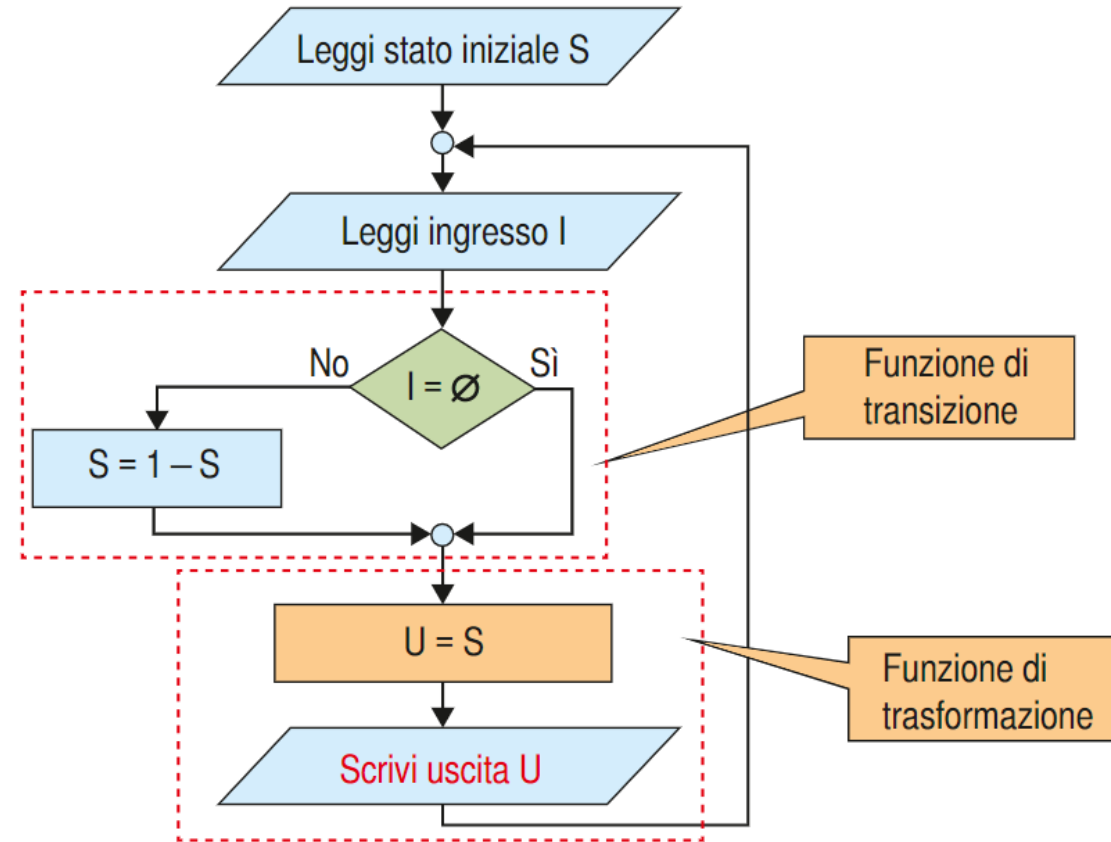 Leggi stato iniziale S
Leggi ingresso I
No
Sì
I = Ø
S = 1 – S
Funzione di
transizione
U = S
Funzione di
trasformazione
Scrivi uscita U